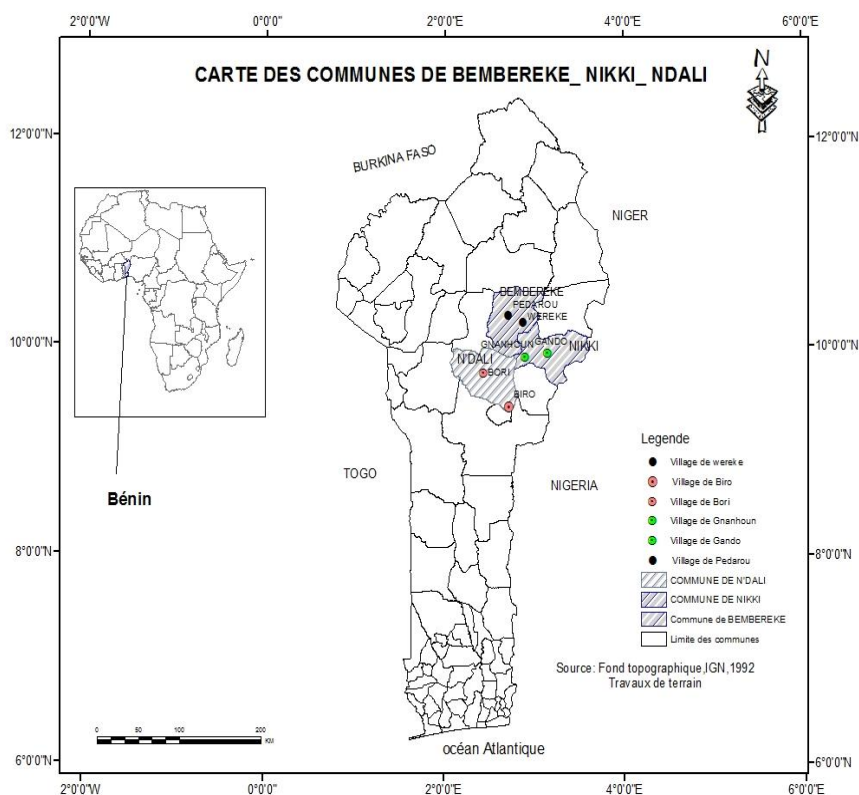 2°0'0"W 0°0'0" 2°0'0"E 4°0'0"E 6°0'0"E
CARTE DES COMMUNES DE BEMBEREKE_ NIKKI_ NDALI
N
12°0'0"N 12°0'0"N
BURKINA FASO
NIGER
BEMBEREKE
PEDAROU
WEREKE
10°0'0"N 10°0'0"N
GNANHOUN GANDO NIKKI
N'DALI
BORI
BIRO
TOGO
NIGERIA
Bénin
Legende
Village de wereke
Village de Biro
Village de Bori
Village de Gnanhoun
Village de Gando
Village de Pedarou
COMMUNE DE N'DALI
COMMUNE DE NIKKI
Commune de BEMBEREKE
Limite des communes
8°0'0"N 8°0'0"N
Source: Fond topographique,IGN,1992
Travaux de terrain
0 50 100 200
KM
océan Atlantique
6°0'0"N 6°0'0"N
2°0'0"W 0°0'0" 2°0'0"E 4°0'0"E 6°0'0"E